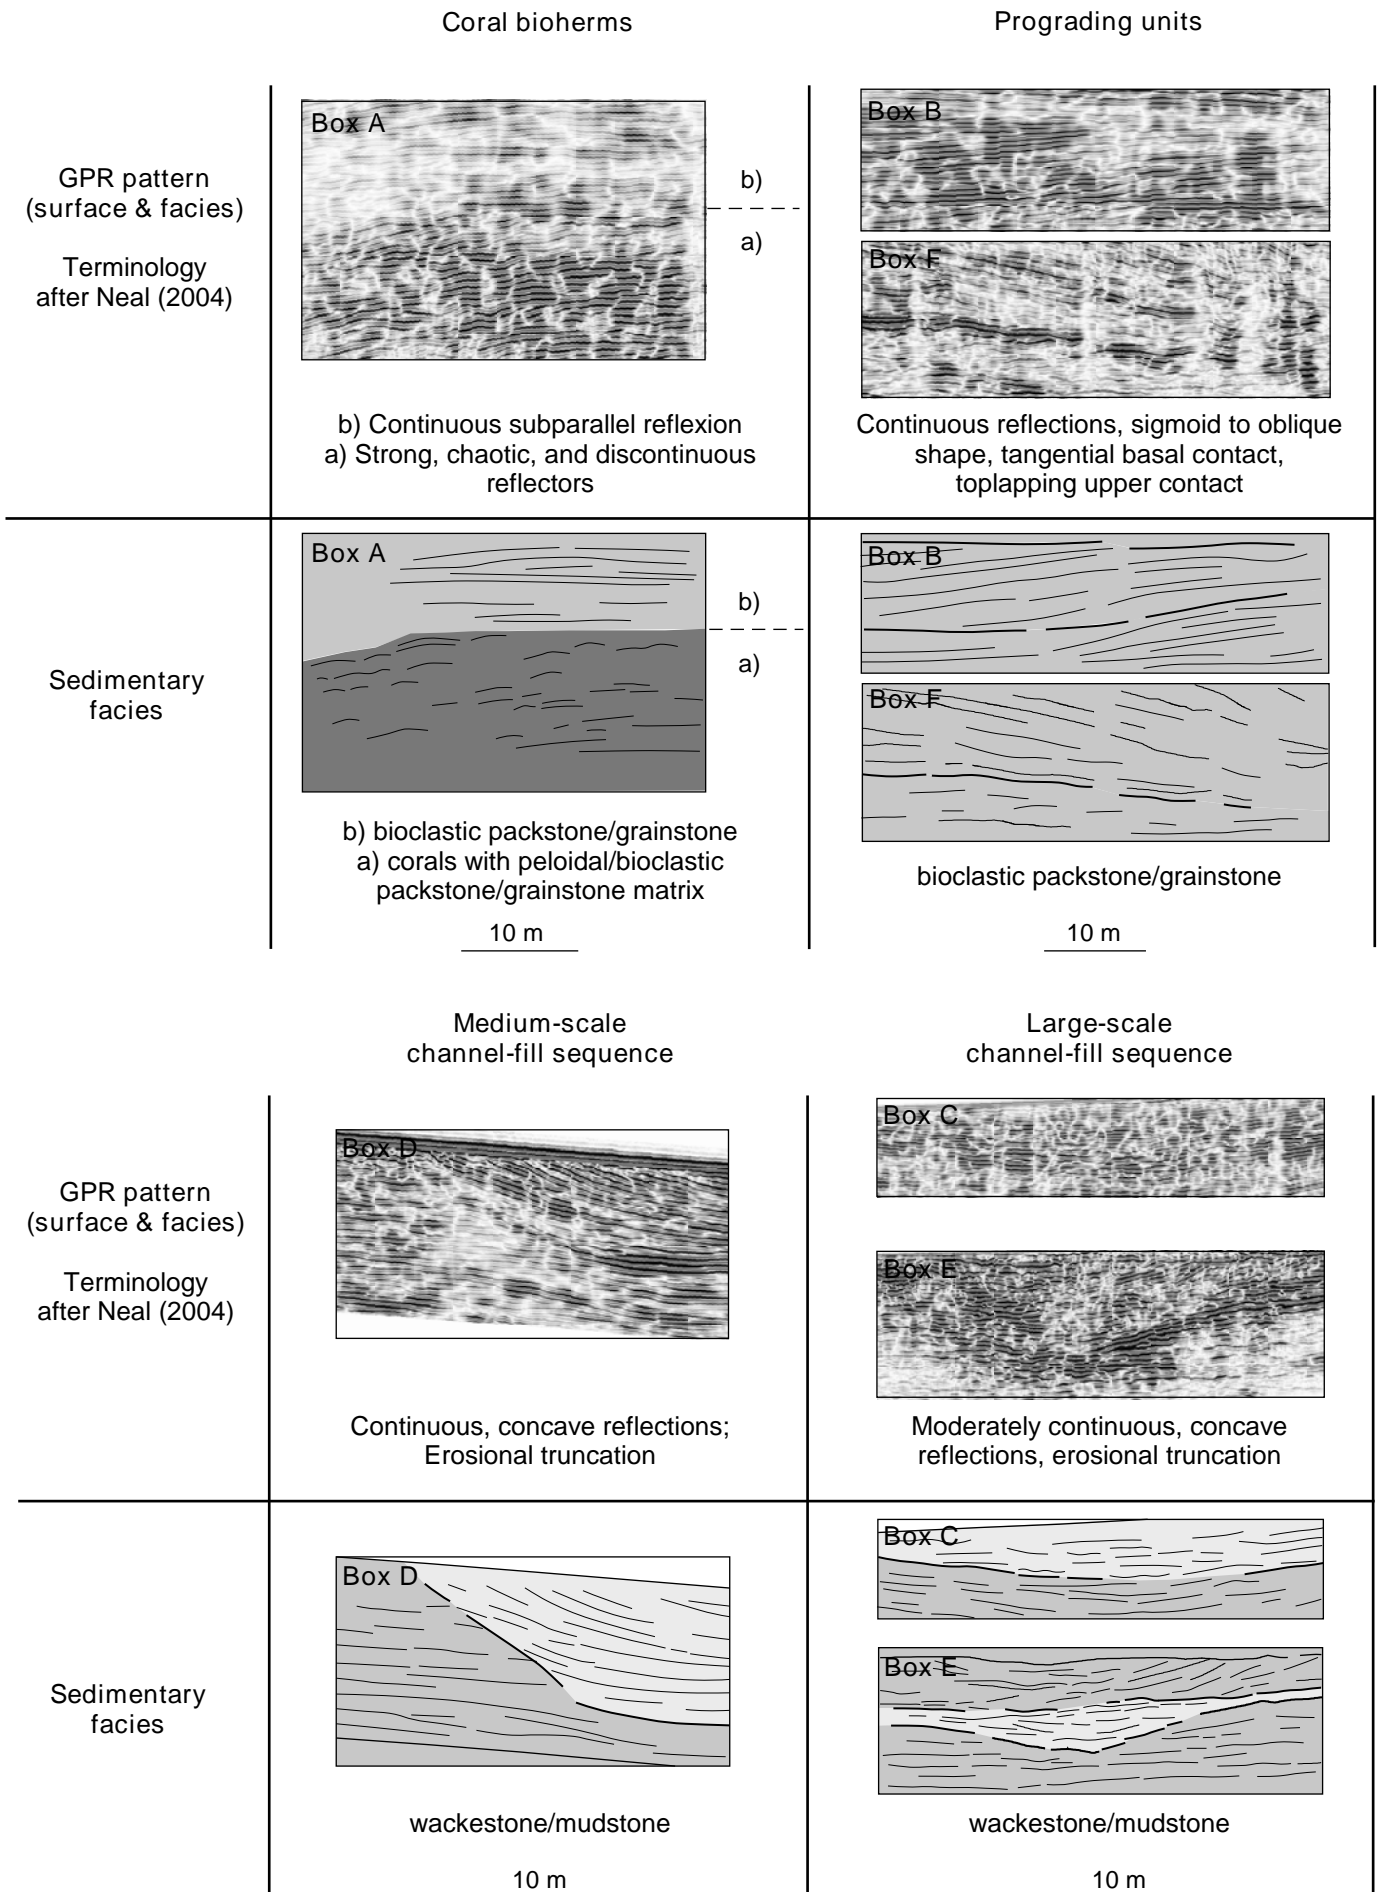 Coral bioherms
Prograding units
GPR pattern
(surface & facies)
Terminology
after Neal (2004)
Box A
b)
a)
b) Continuous subparallel reflexion
a) Strong, chaotic, and discontinuous
reflectors
Box B
Box F
Continuous reflections, sigmoid to oblique
shape, tangential basal contact,
toplapping upper contact
Sedimentary
facies
Box A
b)
a)
b) bioclastic packstone/grainstone
a) corals with peloidal/bioclastic
packstone/grainstone matrix
10 m
Box B
Box F
bioclastic packstone/grainstone
10 m
Medium-scale
channel-fill sequence
Large-scale
channel-fill sequence
GPR pattern
(surface & facies)
Terminology
after Neal (2004)
Box D
Continuous, concave reflections;
Erosional truncation
Box C
Box E
Moderately continuous, concave
reflections, erosional truncation
Sedimentary
facies
Box D
wackestone/mudstone
10 m
Box C
Box E
wackestone/mudstone
10 m